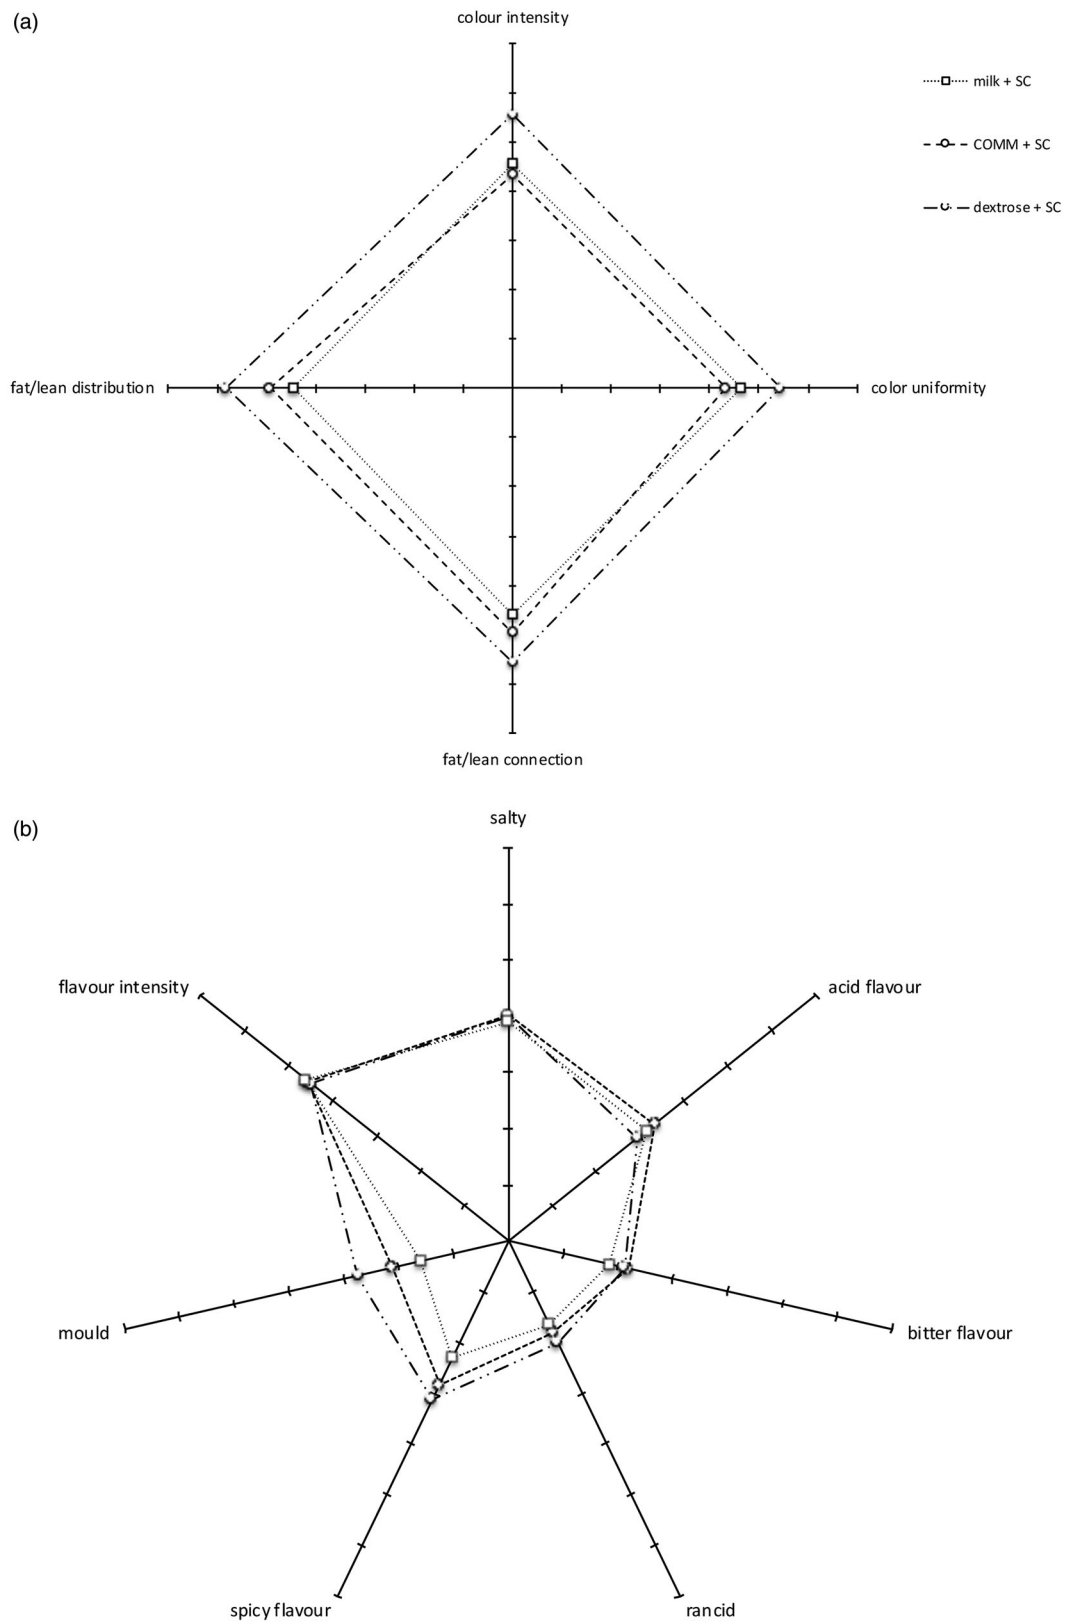 (a)
colour intensity
milk + SC
COMM + SC
dextrose + SC
fat/lean distribution
color uniformity
fat/lean connection
(b)
salty
flavour intensity
acid flavour
mould
bitter flavour
spicy flavour
rancid